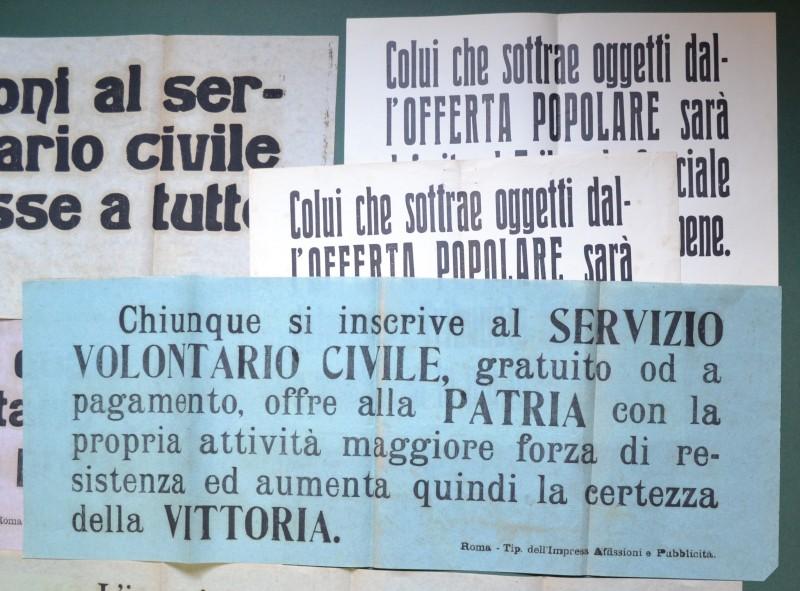 oni al ser-
ario civile
sse a tutt
Colui che sottrae oggetti dal-
l'OFFERTA POPOLARE sarà
ciale
bene.
Colui che sottrae oggetti dal-
l'OFFERTA POPOLARE sarà
Chiunque si inscrive al SERVIZIO
VOLONTARIO CIVILE, gratuito od a
pagamento, offre alla PATRIA con la
propria attività maggiore forza di re-
sistenza ed aumenta quindi la certezza
della VITTORIA.
Roma - Tip. dell'Impresa Affissioni e Pubblicità.
ta
Roma